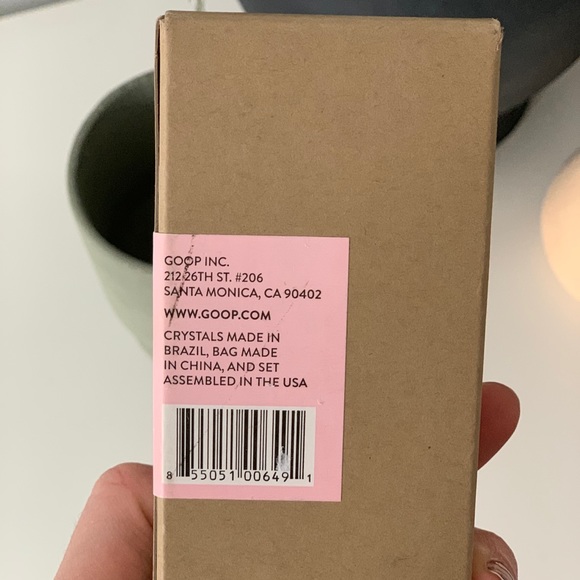 GOOP INC.
212 26TH ST. #206
SANTA MONICA, CA 90402
WWW.GOOP.COM
CRYSTALS MADE IN
BRAZIL, BAG MADE
IN CHINA, AND SET
ASSEMBLED IN THE USA
8 55051 00649 1